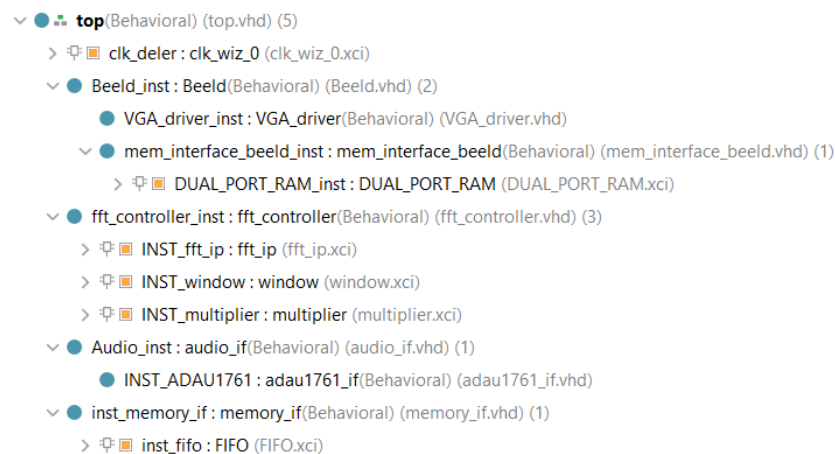 top(Behavioral) (top.vhd) (5)
clk_deler : clk_wiz_0 (clk_wiz_0.xci)
Beeld_inst : Beeld(Behavioral) (Beeld.vhd) (2)
VGA_driver_inst : VGA_driver(Behavioral) (VGA_driver.vhd)
mem_interface_beeld_inst : mem_interface_beeld(Behavioral) (mem_interface_beeld.vhd) (1)
DUAL_PORT_RAM_inst : DUAL_PORT_RAM (DUAL_PORT_RAM.xci)
fft_controller_inst : fft_controller(Behavioral) (fft_controller.vhd) (3)
INST_fft_ip : fft_ip (fft_ip.xci)
INST_window : window (window.xci)
INST_multiplier : multiplier (multiplier.xci)
Audio_inst : audio_if(Behavioral) (audio_if.vhd) (1)
INST_ADAU1761 : adau1761_if(Behavioral) (adau1761_if.vhd)
inst_memory_if : memory_if(Behavioral) (memory_if.vhd) (1)
inst_fifo : FIFO (FIFO.xci)